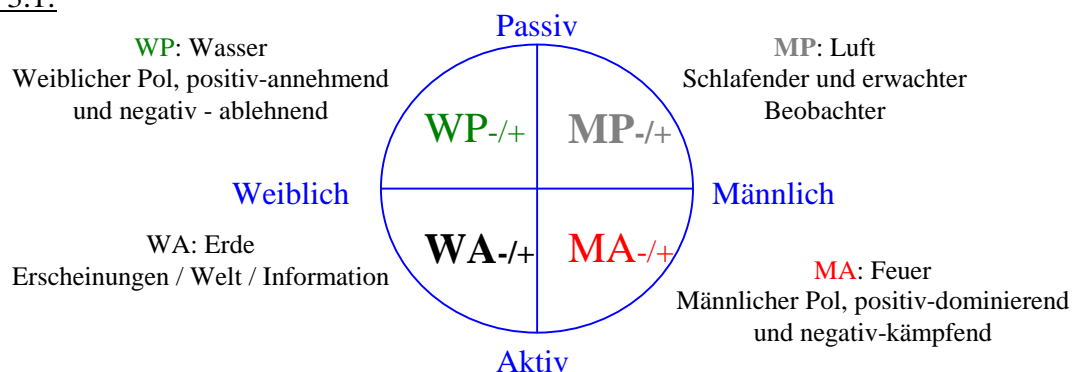 3.1.
Passiv
WP: Wasser
Weiblicher Pol, positiv-annehmend
und negativ - ablehnend
MP: Luft
Schlafender und erwachter
Beobachter
WP-/+
MP-/+
Weiblich
Männlich
WA: Erde
Erscheinungen / Welt / Information
WA-/+
MA-/+
MA: Feuer
Männlicher Pol, positiv-dominierend
und negativ-kämpfend
Aktiv